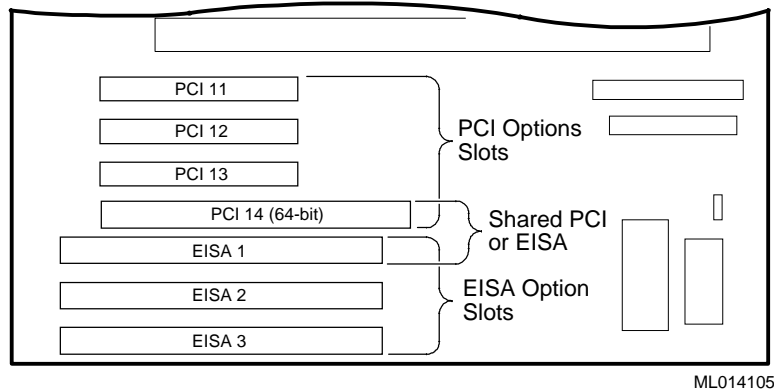 PCI 11
PCI 12
PCI 13
PCI 14 (64-bit)
EISA 1
EISA 2
EISA 3
PCI Options
Slots
Shared PCI
or EISA
EISA Option
Slots
ML014105